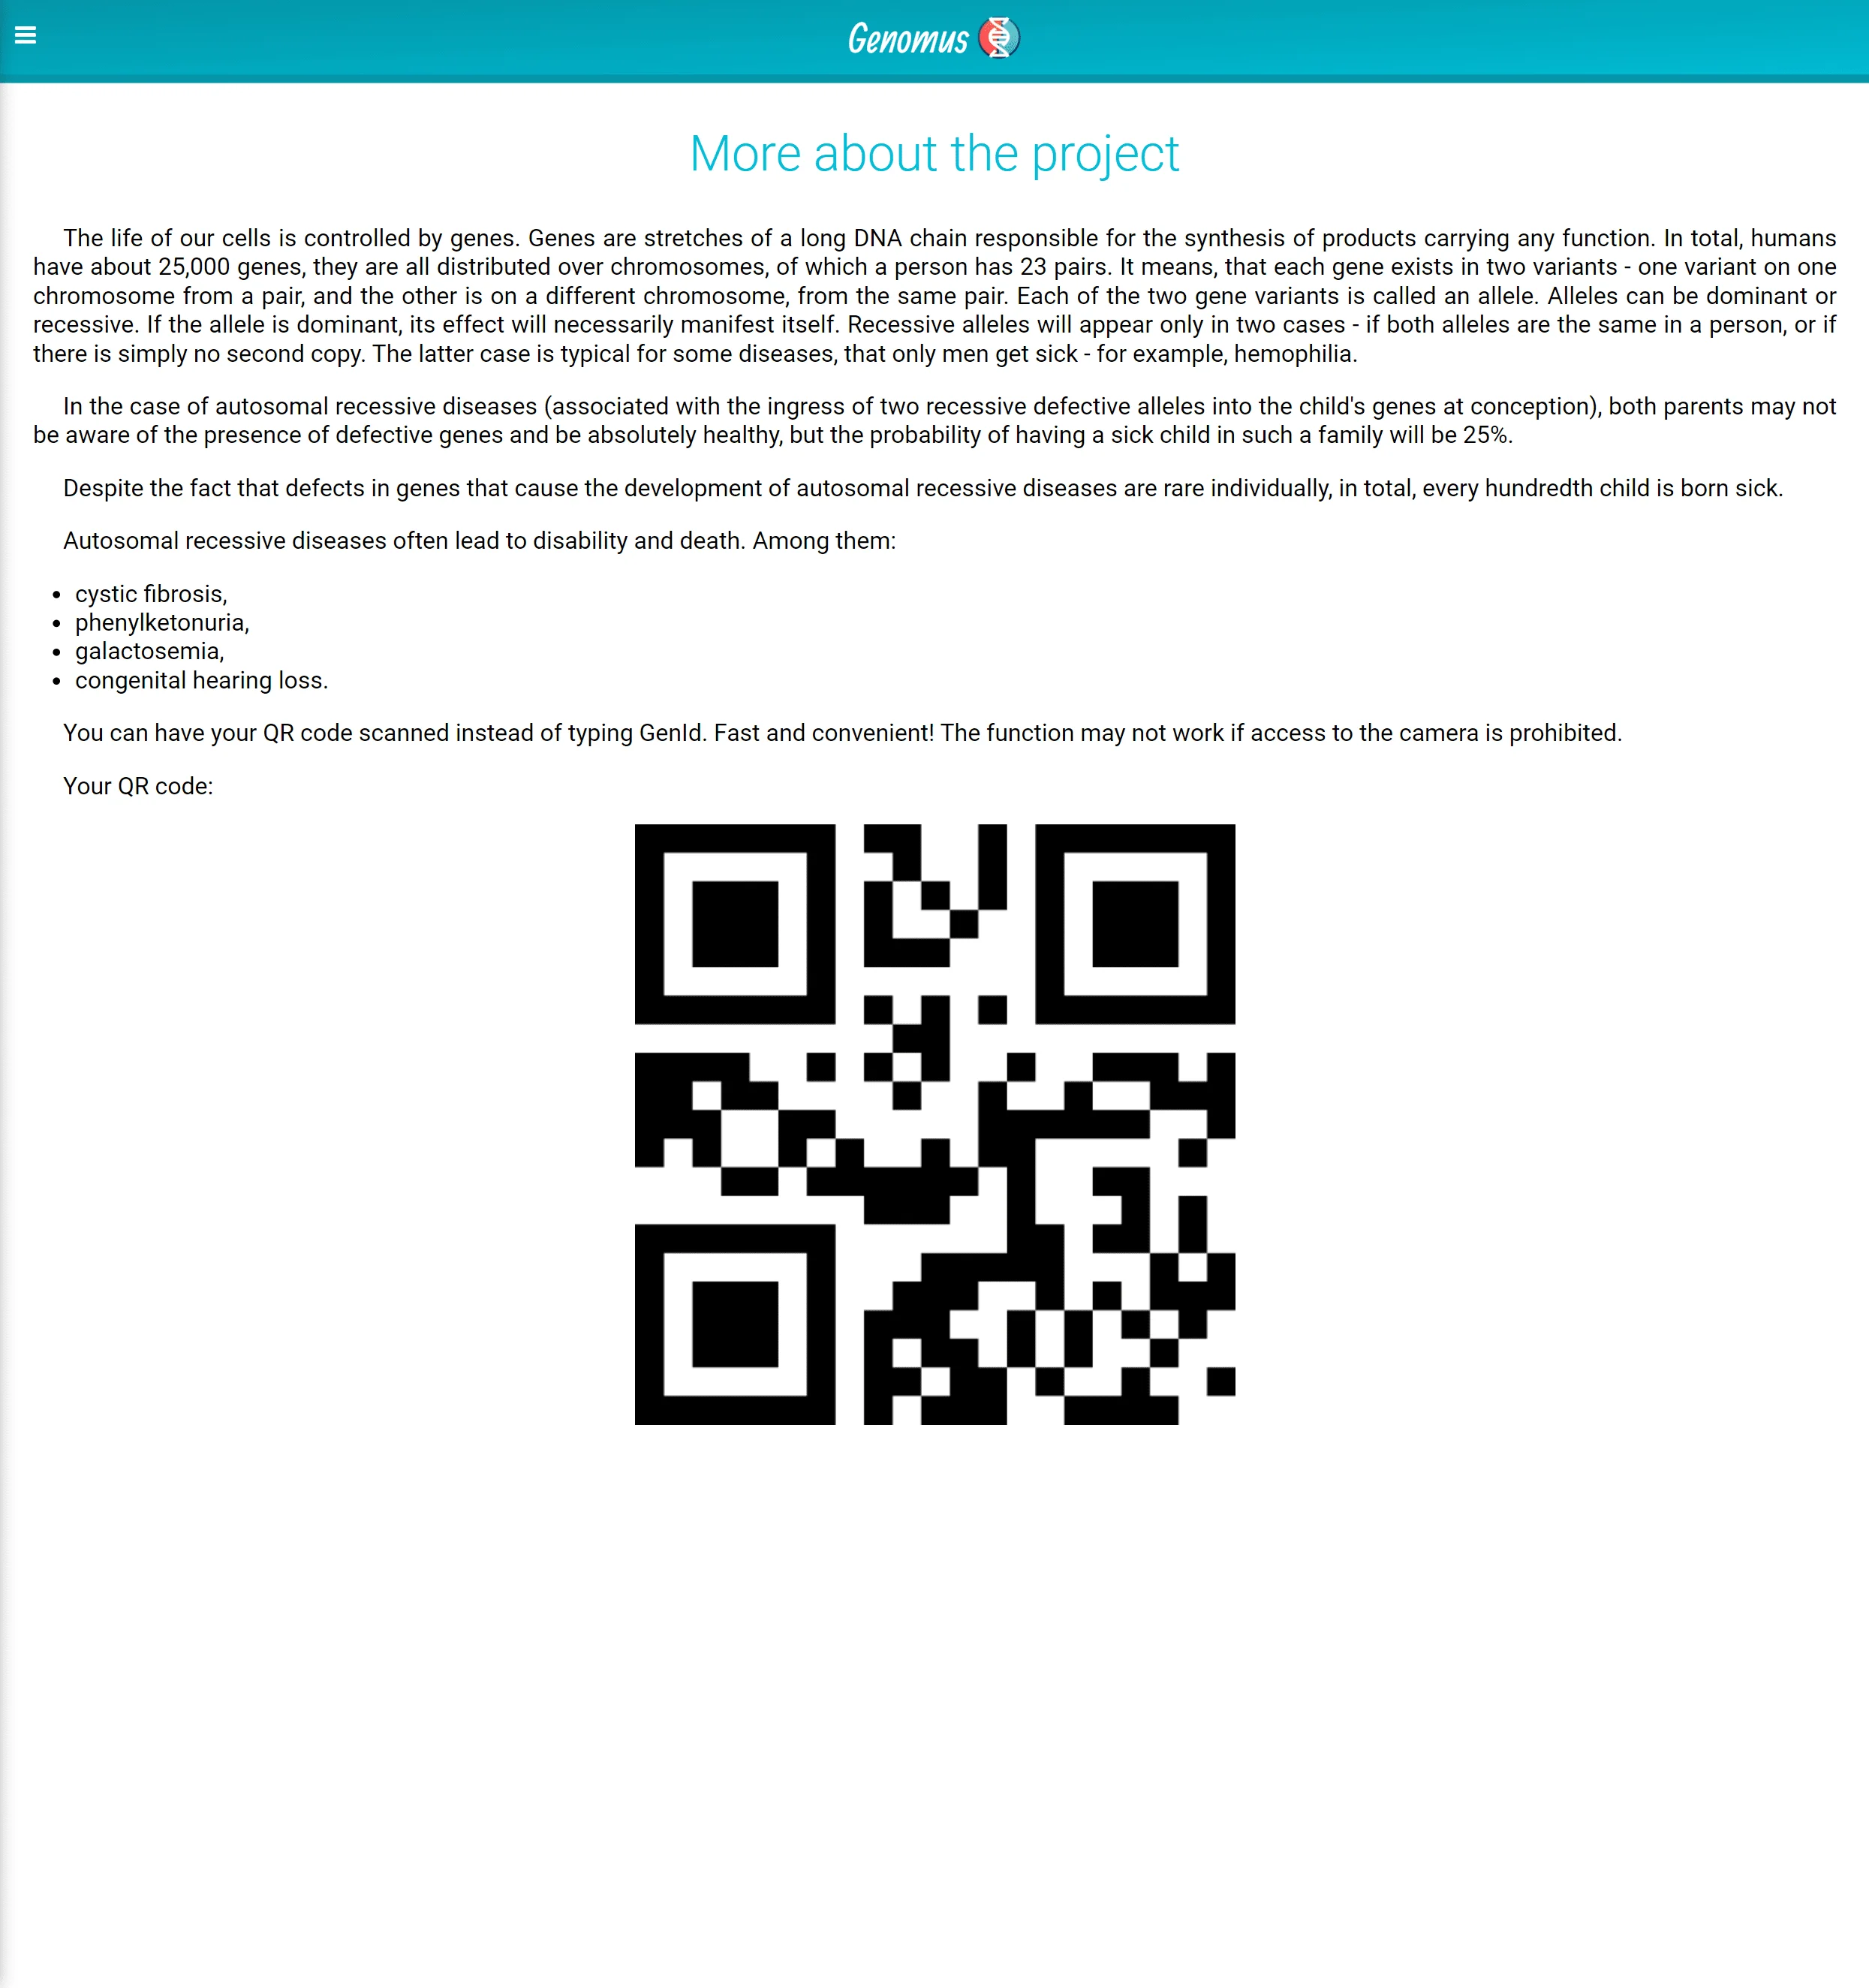 Genomus
More about the project
The life of our cells is controlled by genes. Genes are stretches of a long DNA chain responsible for the synthesis of products carrying any function. In total, humans
have about 25,000 genes, they are all distributed over chromosomes, of which a person has 23 pairs. It means, that each gene exists in two variants - one variant on one
chromosome from a pair, and the other is on a different chromosome, from the same pair. Each of the two gene variants is called an allele. Alleles can be dominant or
recessive. If the allele is dominant, its effect will necessarily manifest itself. Recessive alleles will appear only in two cases - if both alleles are the same in a person, or if
there is simply no second copy. The latter case is typical for some diseases, that only men get sick - for example, hemophilia.
In the case of autosomal recessive diseases (associated with the ingress of two recessive defective alleles into the child's genes at conception), both parents may not
be aware of the presence of defective genes and be absolutely healthy, but the probability of having a sick child in such a family will be 25%.
Despite the fact that defects in genes that cause the development of autosomal recessive diseases are rare individually, in total, every hundredth child is born sick.
Autosomal recessive diseases often lead to disability and death. Among them:
• cystic fibrosis,
• phenylketonuria,
• galactosemia,
• congenital hearing loss.
You can have your QR code scanned instead of typing GenId. Fast and convenient! The function may not work if access to the camera is prohibited.
Your QR code: